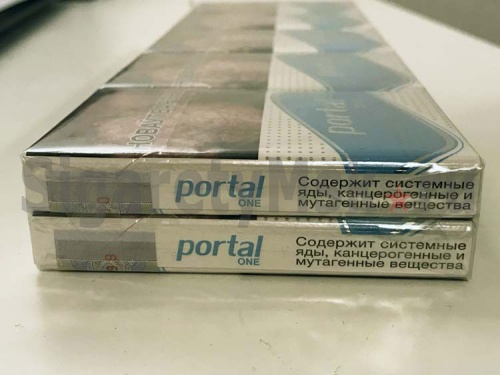 portal
portal
ONE
Содержит системные
яды, канцерогенные и
мутагенные вещества
portal
ONE
Содержит системные
яды, канцерогенные и
мутагенные вещества